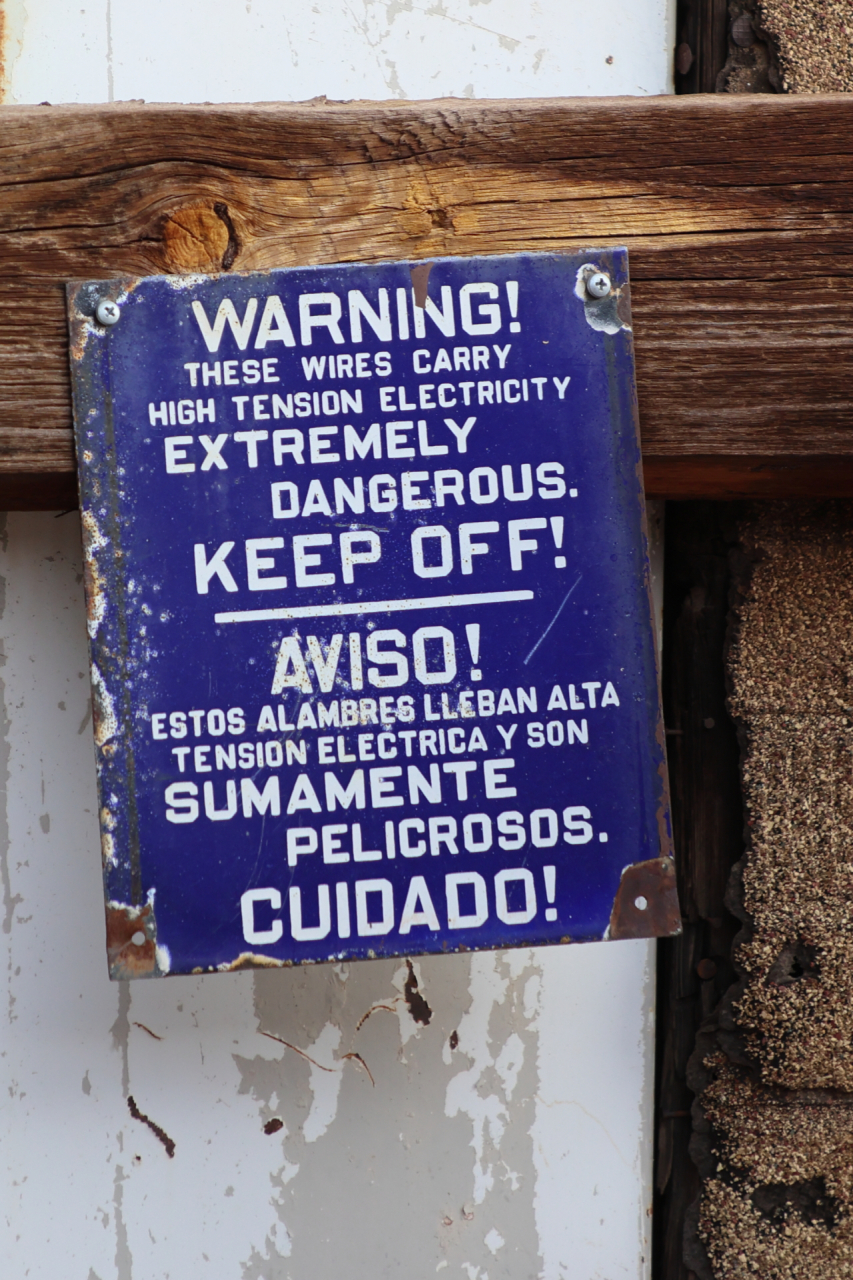 WARNING!
THESE WIRES CARRY
HIGH TENSION ELECTRICITY
EXTREMELY
DANGEROUS.
KEEP OFF!
AVISO!
ESTOS ALAMBRES LLEBAN ALTA
TENSION ELECTRICA Y SON
SUMAMENTE
PELICROSOS.
CUIDADO!